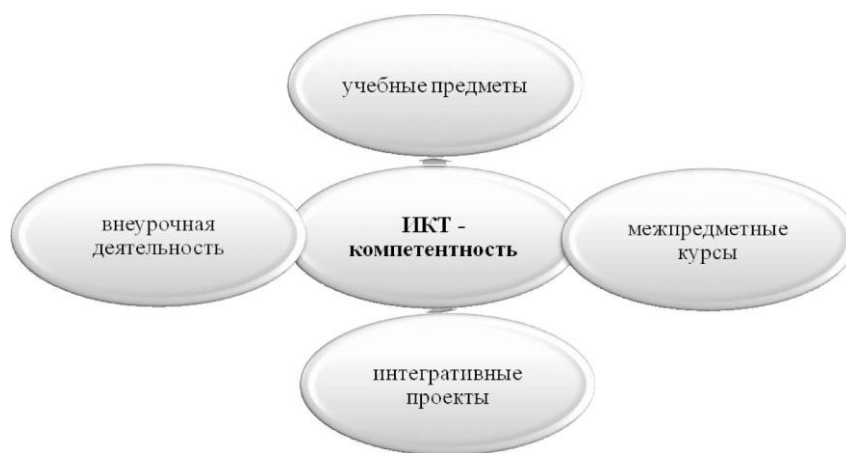 учебные предметы
внеурочная
деятельность
ИКТ -
компетентность
межпредметные
курсы
интегративные
проекты